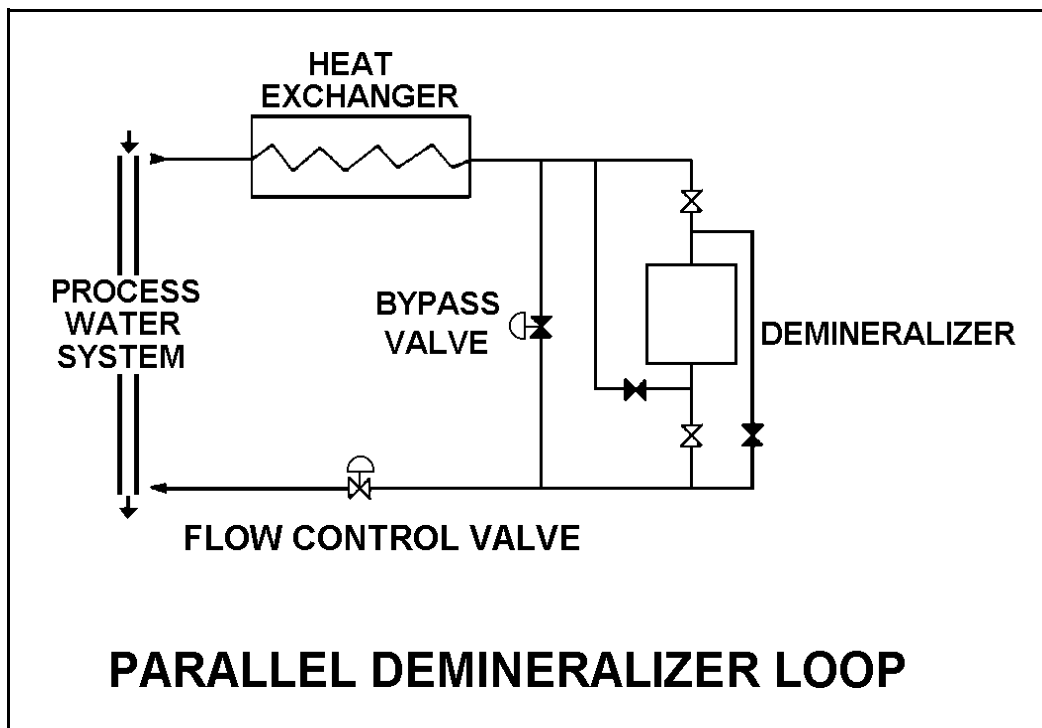 HEAT
EXCHANGER
PROCESS
WATER
SYSTEM
BYPASS
VALVE
DEMINERALIZER
FLOW CONTROL VALVE
PARALLEL DEMINERALIZER LOOP